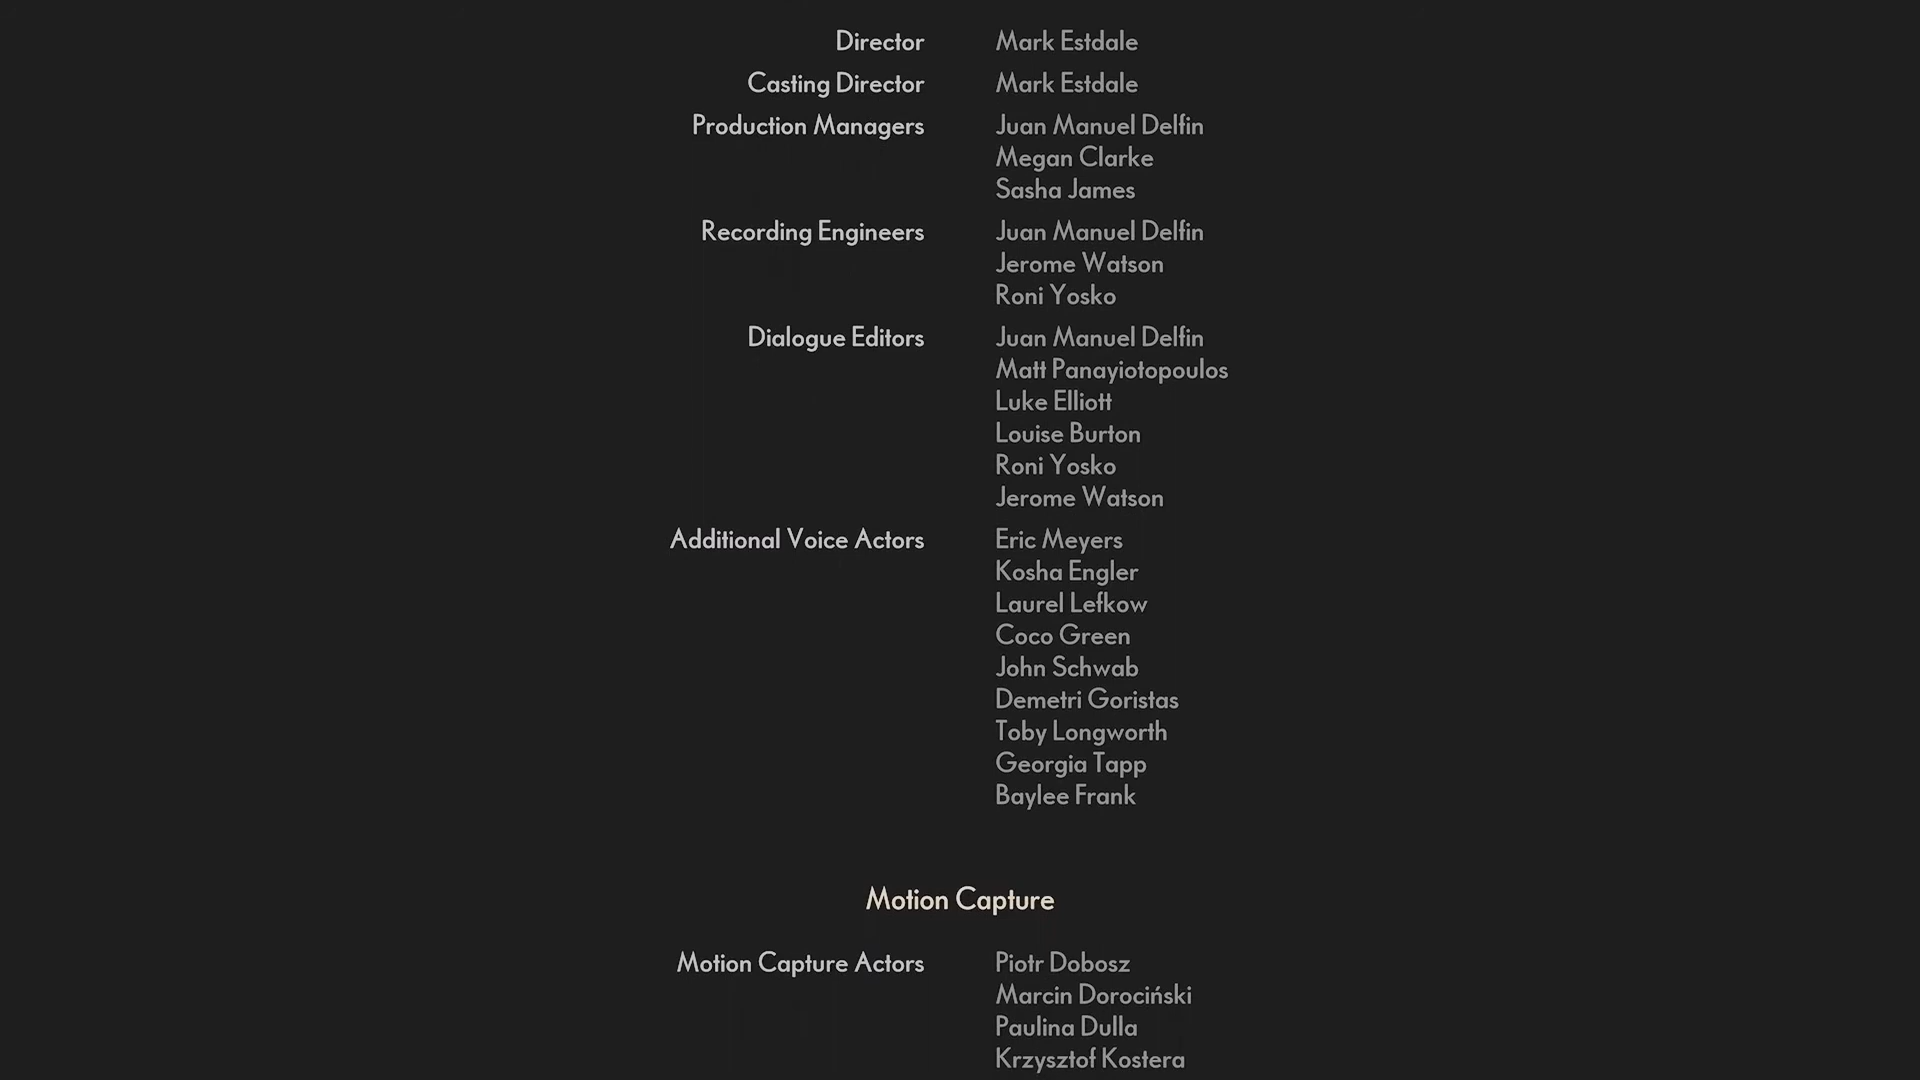 Director Mark Estdale
Casting Director Mark Estdale
Production Managers Juan Manuel Delfin
Megan Clarke
Sasha James
Recording Engineers Juan Manuel Delfin
Jerome Watson
Roni Yosko
Dialogue Editors Juan Manuel Delfin
Matt Panayiotopoulos
Luke Elliott
Louise Burton
Roni Yosko
Jerome Watson
Additional Voice Actors Eric Meyers
Kosha Engler
Laurel Lefkow
Coco Green
John Schwab
Demetri Goristas
Toby Longworth
Georgia Tapp
Baylee Frank
Motion Capture
Motion Capture Actors Piotr Dobosz
Marcin Dorociński
Paulina Dulla
Krzysztof Kostera